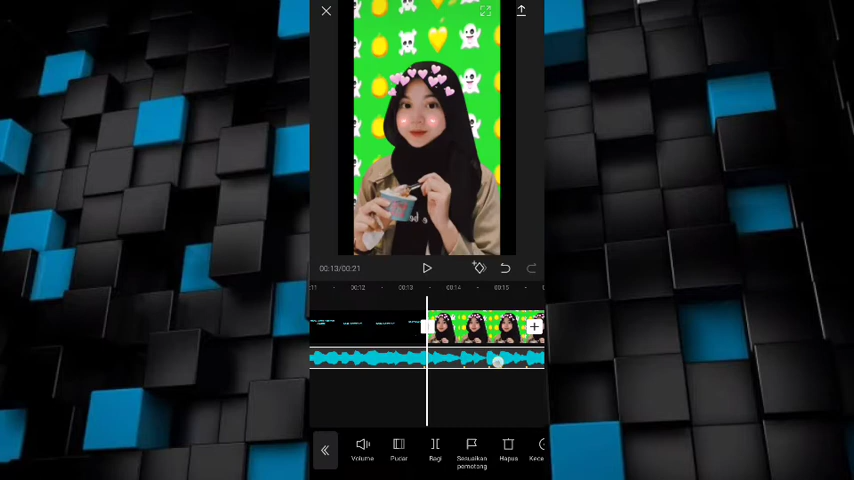 00:13/00:21
:11 00:12 00:13 00:14 00:15
Volume Pudar Bagi Sesuaikan pemotong Hapus Kece